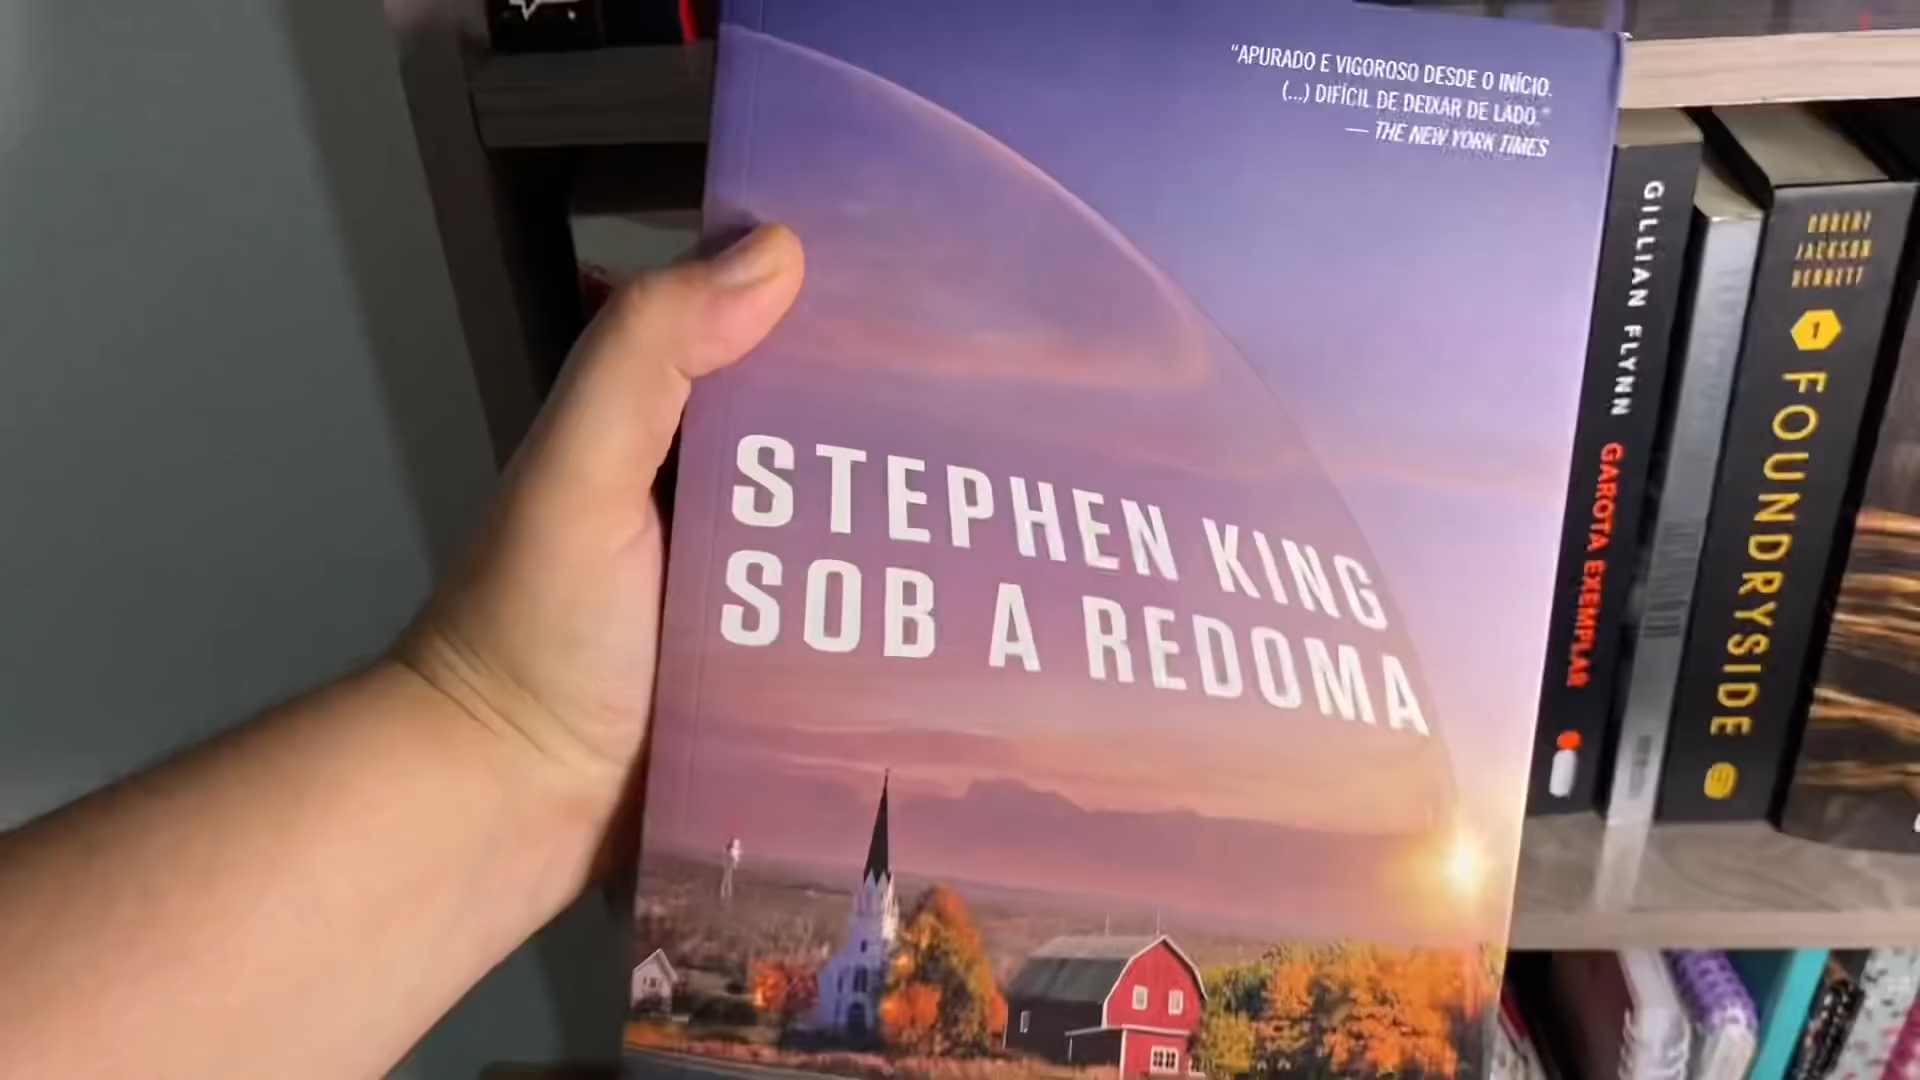 “APURADO E VIGOROSO DESDE O INÍCIO.
(...) DIFÍCIL DE DEIXAR DE LADO.”
— THE NEW YORK TIMES
STEPHEN KING
SOB A REDOMA
GILLIAN FLYNN GAROTA EXEMPLAR
ROBERT
JACKSON
BENNETT
1
FOUNDRYSIDE